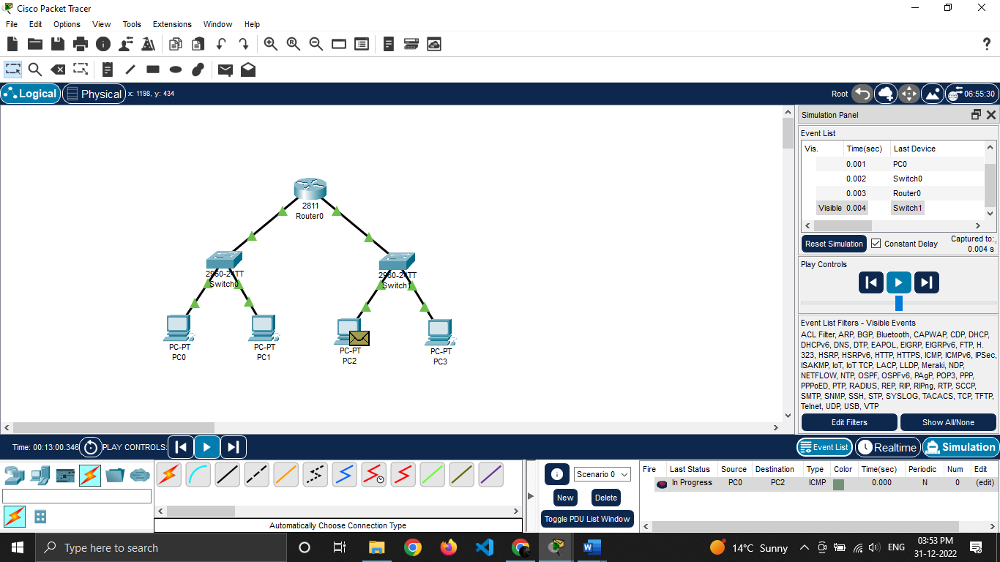 Cisco Packet Tracer
File Edit Options View Tools Extensions Window Help
Logical Physical x: 1198, y: 434 Root 06:55:30
Simulation Panel
Event List
Vis. Time(sec) Last Device
0.001 PC0
0.002 Switch0
0.003 Router0
Visible 0.004 Switch1
Reset Simulation Constant Delay Captured to:
0.004 s
Play Controls
Event List Filters - Visible Events
ACL Filter, ARP, BGP, Bluetooth, CAPWAP, CDP, DHCP,
DHCPv6, DNS, DTP, EAPOL, EIGRP, EIGRPv6, FTP, H.
323, HSRP, HSRPv6, HTTP, HTTPS, ICMP, ICMPv6, IPSec,
ISAKMP, IoT, IoT TCP, LACP, LLDP, Meraki, NDP,
NETFLOW, NTP, OSPF, OSPFv6, PAgP, POP3, PPP,
PPPoED, PTP, RADIUS, REP, RIP, RIPng, RTP, SCCP,
SMTP, SNMP, SSH, STP, SYSLOG, TACACS, TCP, TFTP,
Telnet, UDP, USB, VTP
Edit Filters Show All/None
2811
Router0
2960-24TT
Switch0
2960-24TT
Switch1
PC-PT
PC0
PC-PT
PC1
PC-PT
PC2
PC-PT
PC3
Time: 00:13:00.346 PLAY CONTROLS: Event List Realtime Simulation
Automatically Choose Connection Type
Scenario 0
New Delete
Toggle PDU List Window
Fire Last Status Source Destination Type Color Time(sec) Periodic Num Edit
In Progress PC0 PC2 ICMP 0.000 N 0 (edit)
Type here to search
14°C Sunny ENG 03:53 PM
31-12-2022